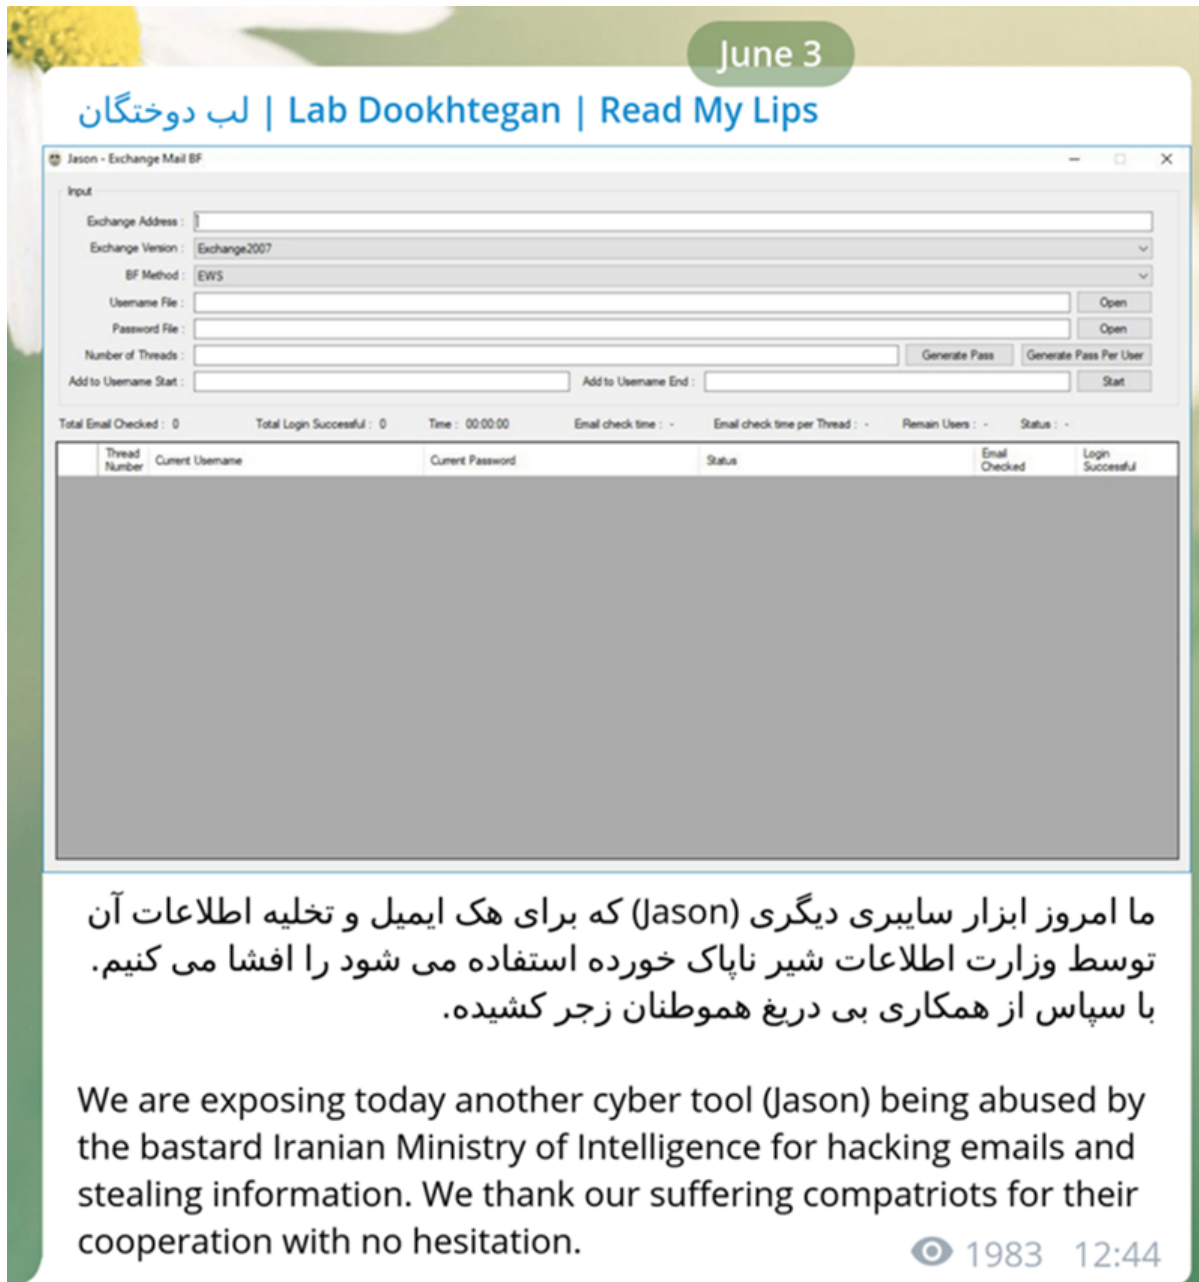 June 3
لب دوختگان | Lab Dookhtegan | Read My Lips
Jason - Exchange Mail BF
Input
Exchange Address :
Exchange Version : Exchange2007
BF Method : EWS
Username File : Open
Password File : Open
Number of Threads : Generate Pass Generate Pass Per User
Add to Username Start : Add to Username End : Start
Total Email Checked : 0 Total Login Successful : 0 Time : 00:00:00 Email check time : - Email check time per Thread : - Remain Users : - Status : -
Thread Number Current Username Current Password Status Email Checked Login Successful
ما امروز ابزار سایبری دیگری (Jason) که برای هک ایمیل و تخلیه اطلاعات آن
توسط وزارت اطلاعات شیر ناپاک خورده استفاده می شود را افشا می کنیم.
با سپاس از همکاری بی دریغ هموطنان زجر کشیده.
We are exposing today another cyber tool (Jason) being abused by
the bastard Iranian Ministry of Intelligence for hacking emails and
stealing information. We thank our suffering compatriots for their
cooperation with no hesitation.
1983 12:44